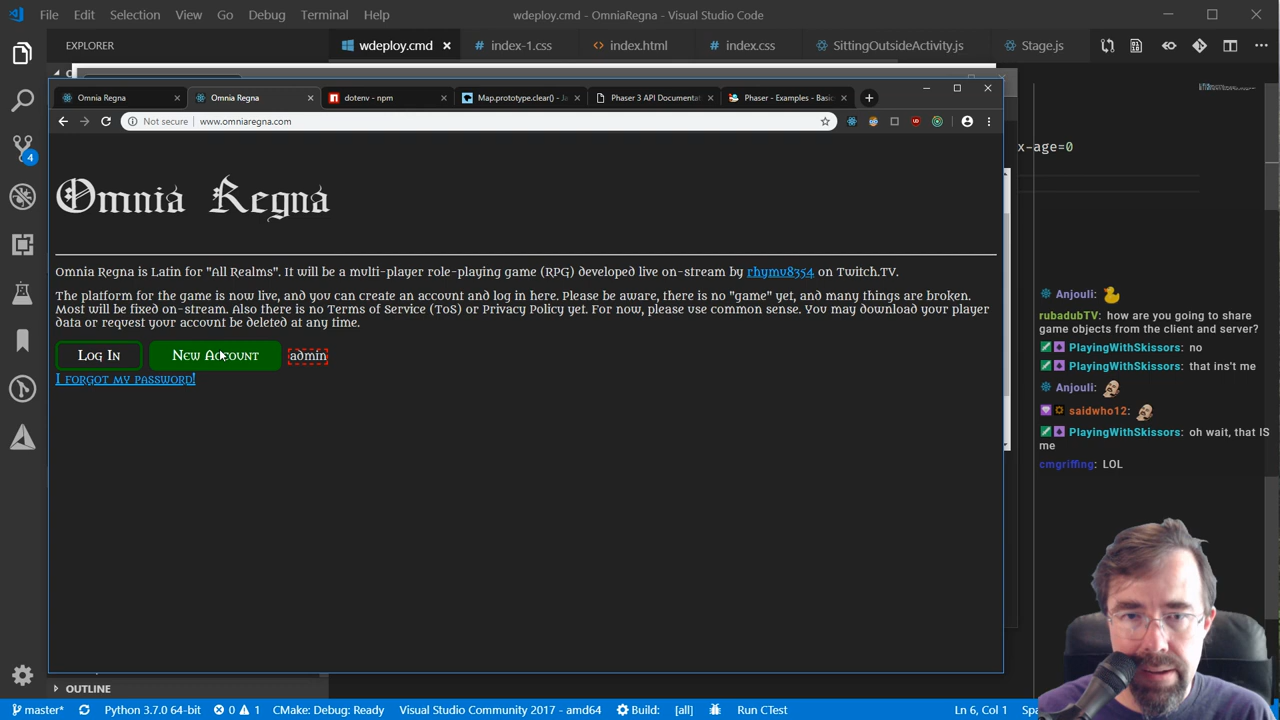 File Edit Selection View Go Debug Terminal Help
wdeploy.cmd - OmniaRegna - Visual Studio Code
EXPLORER
wdeploy.cmd
index-1.css
index.html
index.css
SittingOutsideActivity.js
Stage.js
Omnia Regna
Omnia Regna
dotenv - npm
Map.prototype.clear() - Ja
Phaser 3 API Documentat
Phaser - Examples - Basic
Not secure | www.omniaregna.com
x-age=0
4
Omnia Regna
Omnia Regna is Latin for "All Realms". It will be a multi-player role-playing game (RPG) developed live on-stream by rhymu8354 on Twitch.TV.
The platform for the game is now live, and you can create an account and log in here. Please be aware, there is no "game" yet, and many things are broken.
Most will be fixed on-stream. Also there is no Terms of Service (ToS) or Privacy Policy yet. For now, please use common sense. You may download your player
data or request your account be deleted at any time.
Log In New Account admin
I forgot my password!
Anjouli:
rubadubTV: how are you going to share
game objects from the client and server?
PlayingWithSkissors: no
PlayingWithSkissors: that ins't me
Anjouli:
saidwho12:
PlayingWithSkissors: oh wait, that IS
me
cmgriffing: LOL
OUTLINE
master* Python 3.7.0 64-bit 0 1 CMake: Debug: Ready Visual Studio Community 2017 - amd64 Build: [all] Run CTest Ln 6, Col 1